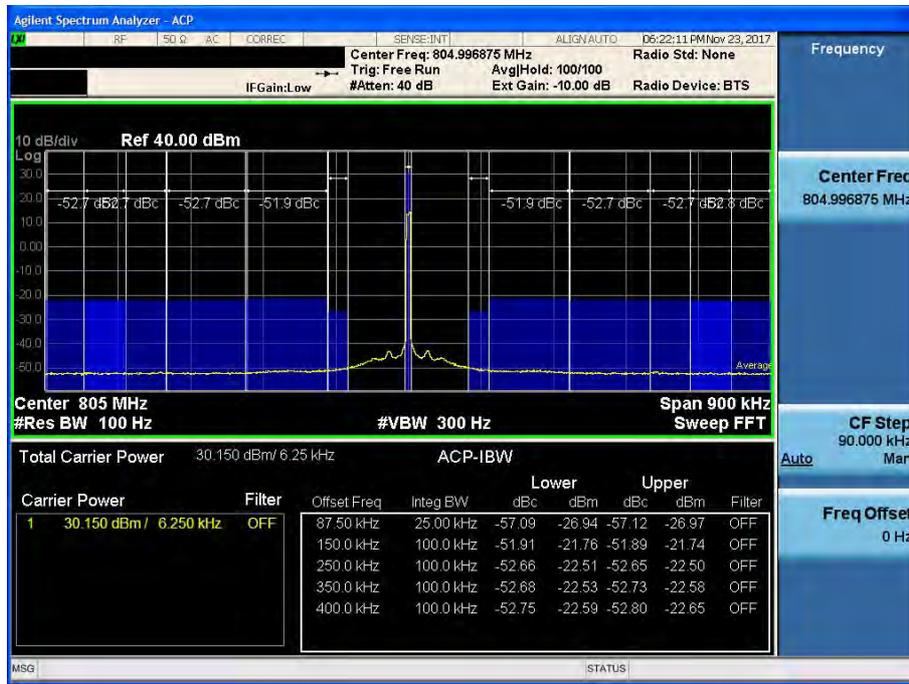 Agilent Spectrum Analyzer - ACP
LXI RF 50 Ω AC CORREC SENSE:INT ALIGN AUTO 06:22:11 PM Nov 23, 2017
Center Freq: 804.996875 MHz Radio Std: None
Trig: Free Run Avg|Hold: 100/100
IFGain:Low #Atten: 40 dB Ext Gain: -10.00 dB Radio Device: BTS
10 dB/div Ref 40.00 dBm
Log
30.0
20.0
-52.7 dB -52.7 dBc -52.7 dBc -51.9 dBc -51.9 dBc -52.7 dBc -52.7 dB -52.8 dBc
10.0
0.00
-10.0
-20.0
-30.0
-40.0
-50.0
Average
Center 805 MHz Span 900 kHz
#Res BW 100 Hz #VBW 300 Hz Sweep FFT
Total Carrier Power 30.150 dBm/ 6.25 kHz ACP-IBW
Lower Upper
Carrier Power Filter Offset Freq Integ BW dBc dBm dBc dBm Filter
1 30.150 dBm / 6.250 kHz OFF 87.50 kHz 25.00 kHz -57.09 -26.94 -57.12 -26.97 OFF
150.0 kHz 100.0 kHz -51.91 -21.76 -51.89 -21.74 OFF
250.0 kHz 100.0 kHz -52.66 -22.51 -52.65 -22.50 OFF
350.0 kHz 100.0 kHz -52.68 -22.53 -52.73 -22.58 OFF
400.0 kHz 100.0 kHz -52.75 -22.59 -52.80 -22.65 OFF
MSG STATUS
Frequency
Center Freq
804.996875 MHz
CF Step
90.000 kHz
Auto Man
Freq Offset
0 Hz